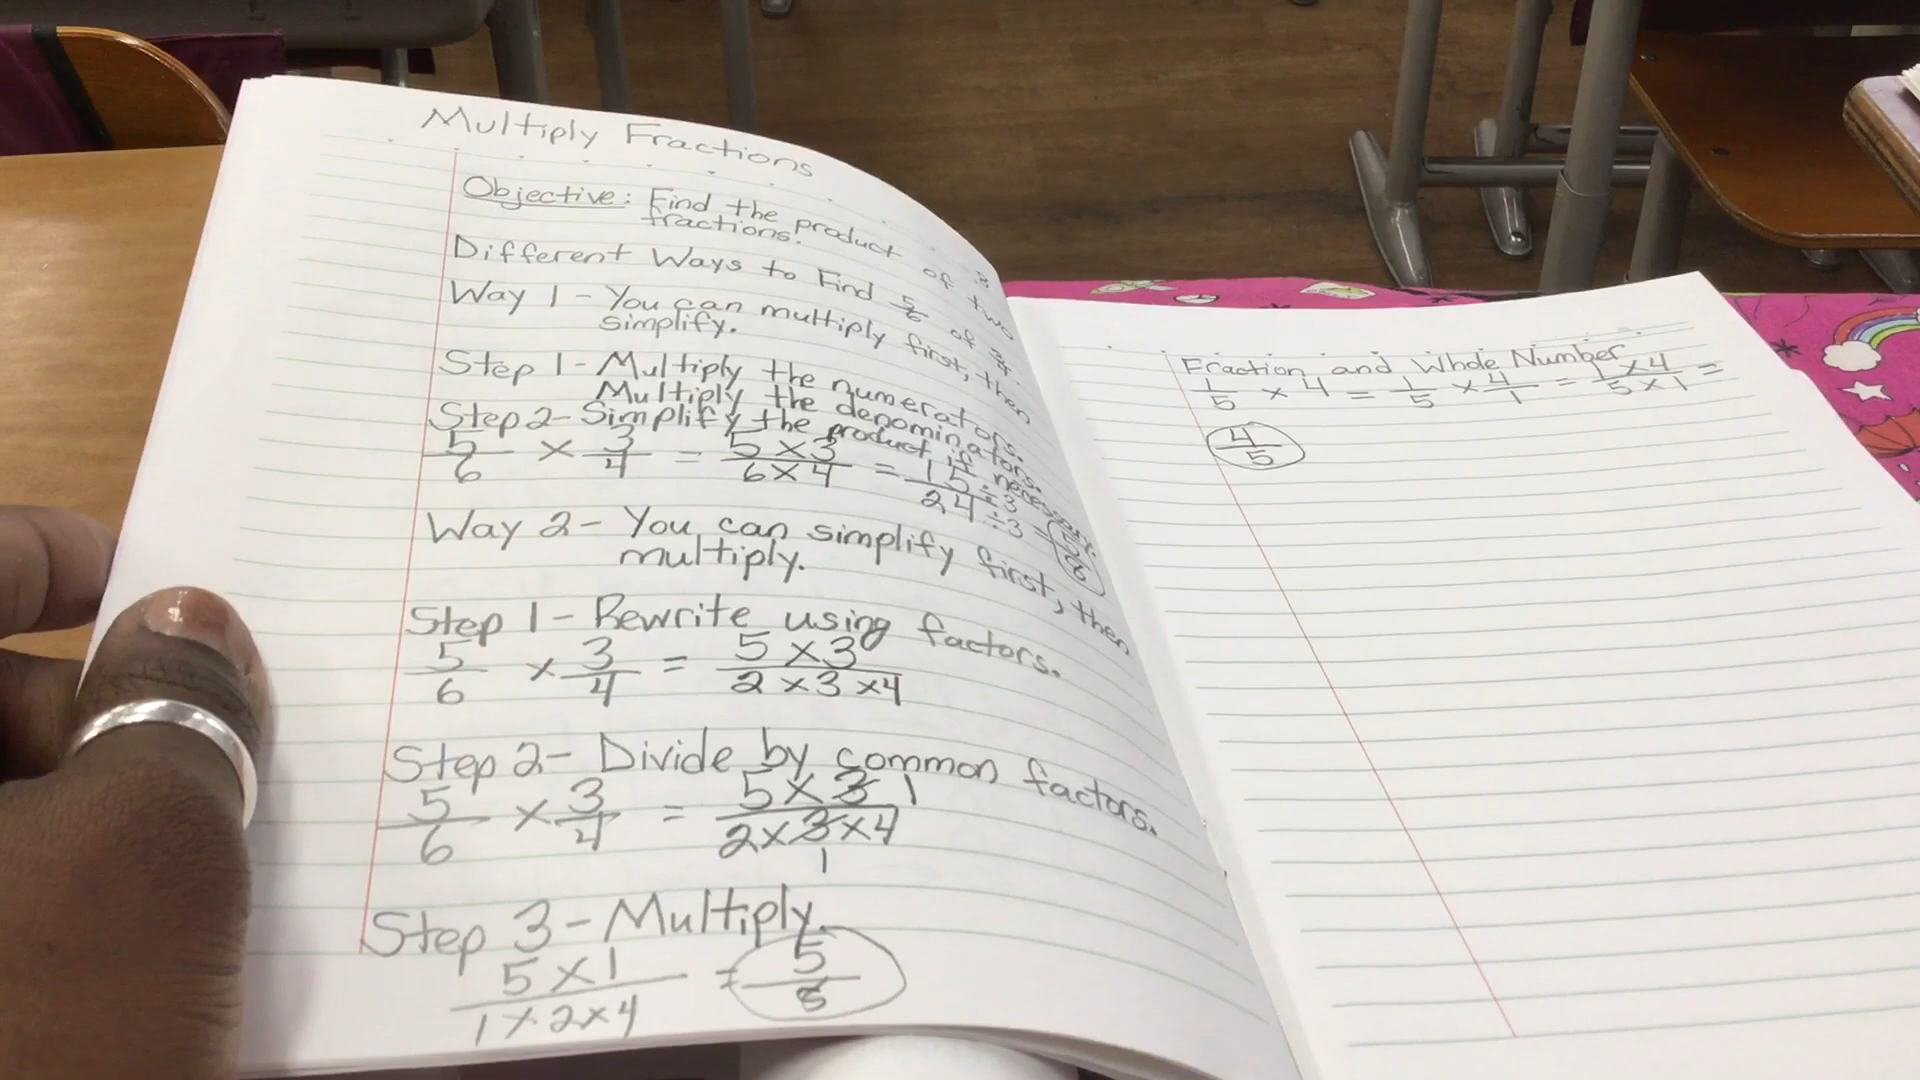 Multiply Fractions
Objective: Find the product of two
fractions.
Different Ways to Find 5/6 of 3/4.
Way 1 - You can multiply first, then
simplify.
Step 1 - Multiply the numerators.
Multiply the denominators.
Step 2 - Simplify the product if necessary.
5/6 × 3/4 = 5×3/6×4 = 15÷3/24÷3 = 5/8
Way 2 - You can simplify first, then
multiply.
Step 1 - Rewrite using factors.
5/6 × 3/4 = 5×3/2×3×4
Step 2 - Divide by common factors.
5/6 × 3/4 = 5×3 1/2×3×4
1
Step 3 - Multiply.
5×1/1×2×4 = 5/8
Fraction and Whole Number
1/5 × 4 = 1/5 × 4/1 = 1×4/5×1 =
4/5